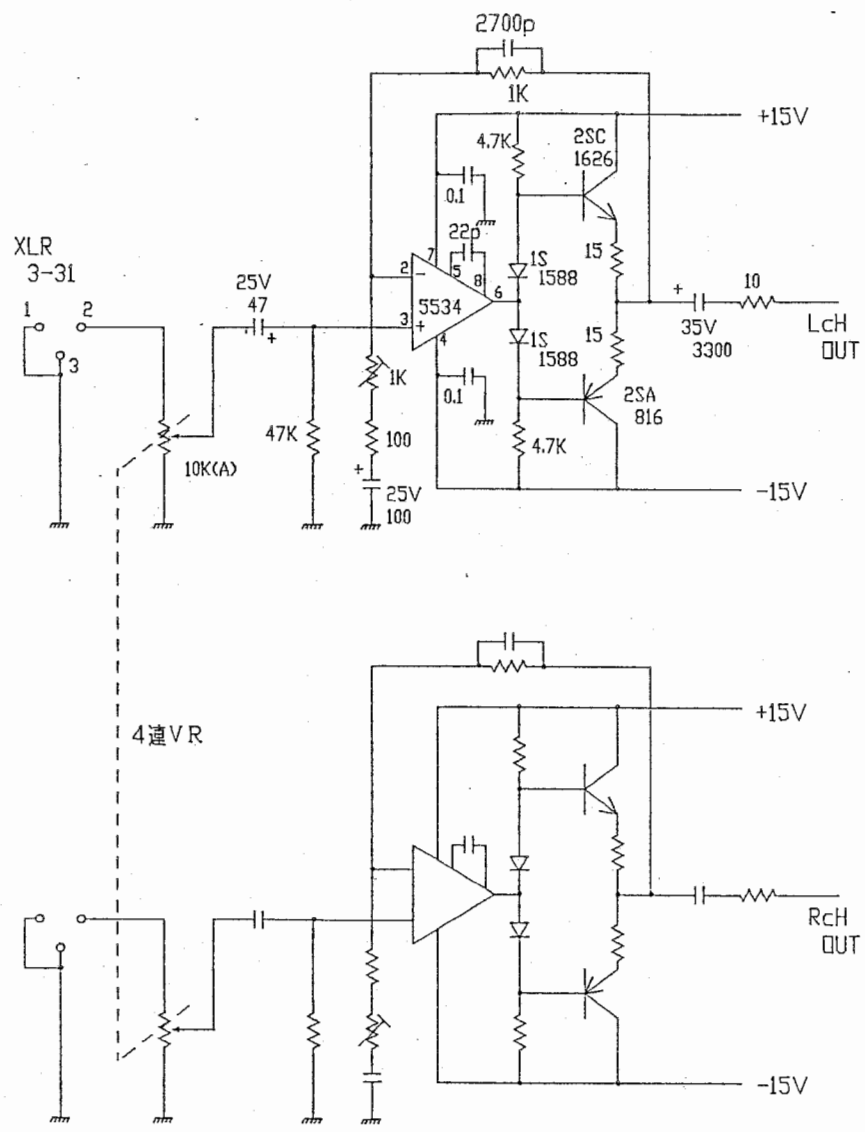 2700p
1K
+15V
4.7K
2SC
1626
0.1
22p
7
5
8
XLR
3-31
1
2
3
25V
47
+
2
-
3
+
5534
6
4
1S
1588
15
+
10
35V
3300
LcH
OUT
1S
1588
15
1K
0.1
2SA
816
10K(A)
47K
100
4.7K
+
25V
100
-15V
4連VR
+15V
RcH
OUT
-15V